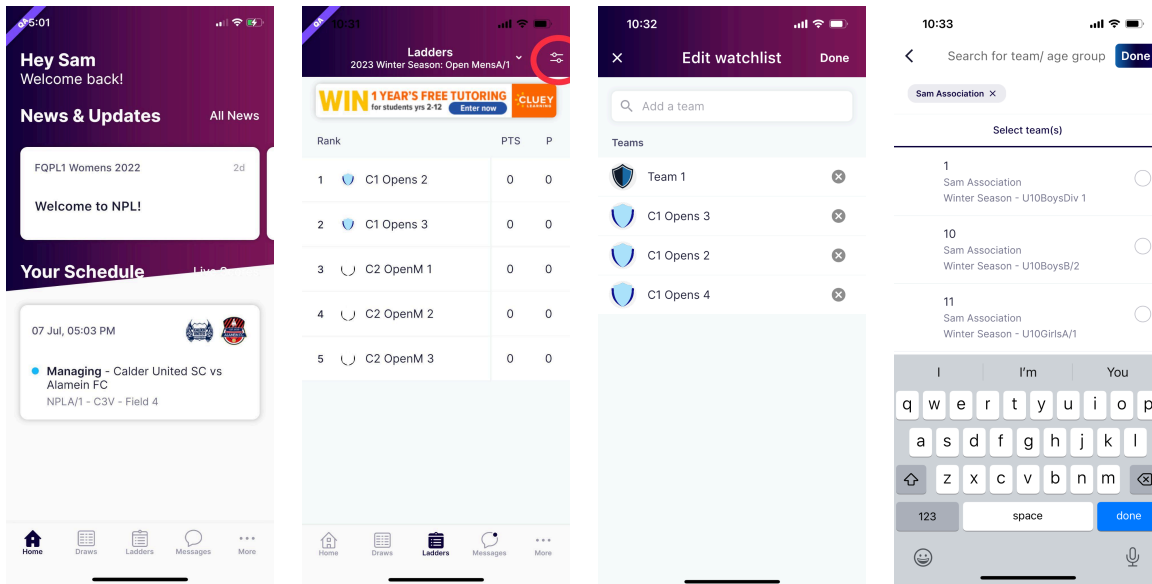 QA
5:01
Hey Sam
Welcome back!
News & Updates
All News
FQPL1 Womens 2022
2d
Welcome to NPL!
Your Schedule
07 Jul, 05:03 PM
Managing - Calder United SC vs
Alamein FC
NPLA/1 - C3V - Field 4
Home
Draws
Ladders
Messages
More
QA
10:31
Ladders
2023 Winter Season: Open MensA/1
WIN 1 YEAR'S FREE TUTORING
for students yrs 2-12
Enter now
CLUEY
LEARNING
Rank
PTS
P
1 C1 Opens 2 0 0
2 C1 Opens 3 0 0
3 C2 OpenM 1 0 0
4 C2 OpenM 2 0 0
5 C2 OpenM 3 0 0
Home
Draws
Ladders
Messages
More
10:32
Edit watchlist
Done
Add a team
Teams
Team 1
C1 Opens 3
C1 Opens 2
C1 Opens 4
10:33
Search for team/ age group
Done
Sam Association ×
Select team(s)
1
Sam Association
Winter Season - U10BoysDiv 1
10
Sam Association
Winter Season - U10BoysB/2
11
Sam Association
Winter Season - U10GirlsA/1
I I'm You
q w e r t y u i o p
a s d f g h j k l
z x c v b n m
123 space done